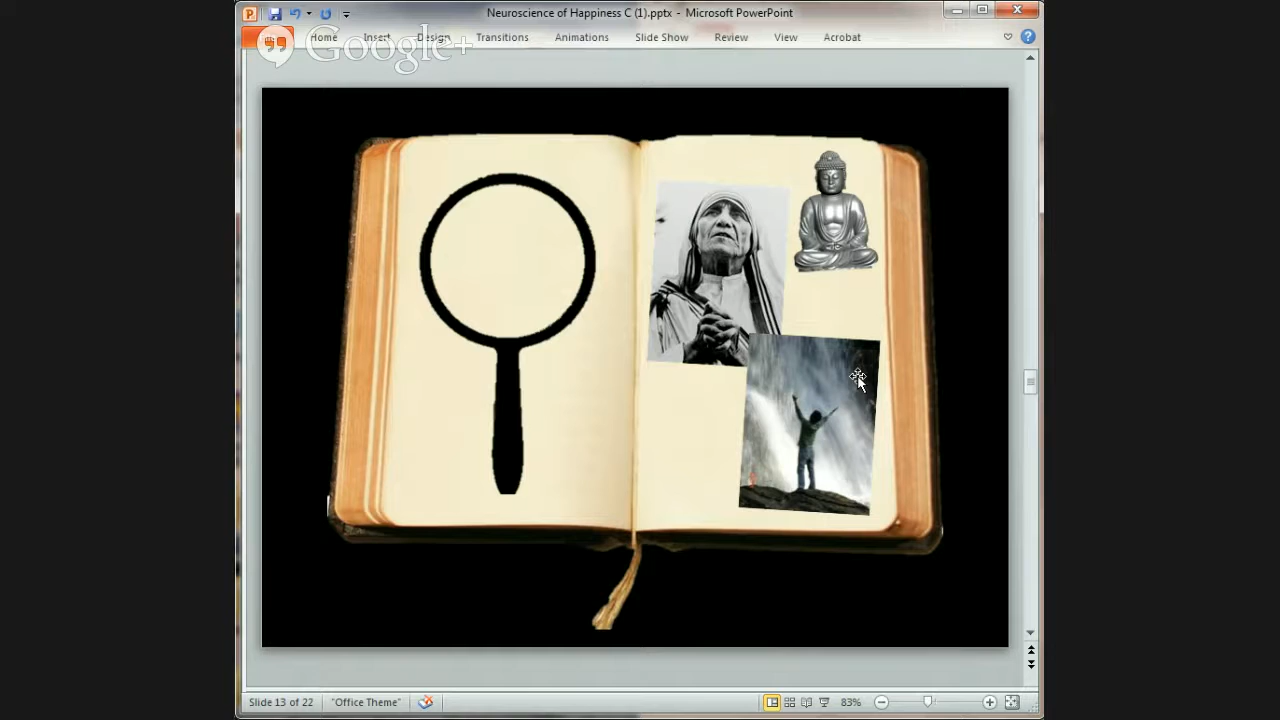 Neuroscience of Happiness C (1).pptx - Microsoft PowerPoint
Home Insert Design Transitions Animations Slide Show Review View Acrobat
Google+
Slide 13 of 22 "Office Theme" 83%